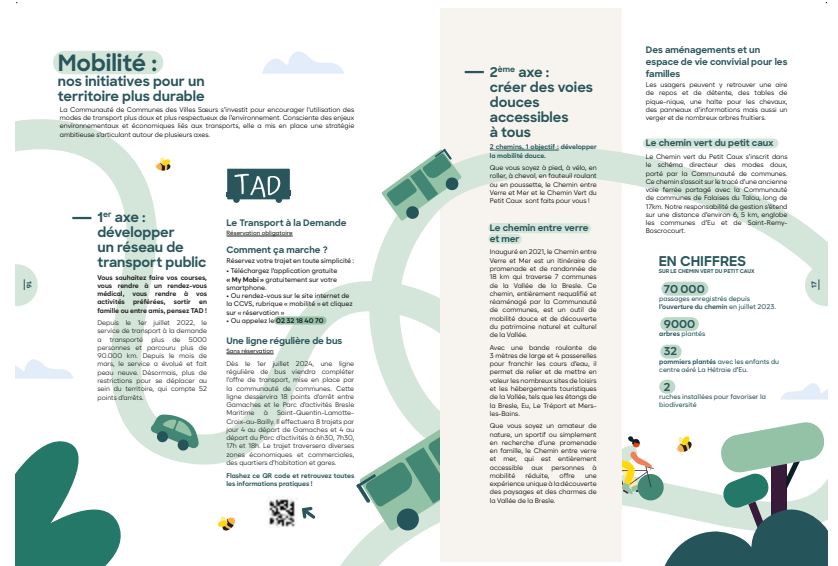 Mobilité :
nos initiatives pour un
territoire plus durable
La Communauté de Communes des Villes Sœurs s'investit pour encourager l'utilisation des
modes de transport plus doux et plus respectueux de l'environnement. Consciente des enjeux
environnementaux et économiques liés aux transports, elle a mis en place une stratégie
ambitieuse s'articulant autour de plusieurs axes.
1er axe :
développer
un réseau de
transport public
Vous souhaitez faire vos courses,
vous rendre à un rendez-vous
médical, vous rendre à vos
activités préférées, sortir en
famille ou entre amis, pensez TAD !
Depuis le 1er juillet 2022, le
service de transport à la demande
a transporté plus de 5000
personnes et parcouru plus de
90.000 km. Depuis le mois de
mars, le service a évolué et fait
peau neuve. Désormais, plus de
restrictions pour se déplacer au
sein du territoire, qui compte 52
points d'arrêts.
TAD
Le Transport à la Demande
Réservation obligatoire
Comment ça marche ?
Réservez votre trajet en toute simplicité :
• Téléchargez l'application gratuite
« My Mobi » gratuitement sur votre
smartphone.
• Ou rendez-vous sur le site internet de
la CCVS, rubrique « mobilité » et cliquez
sur « réservation »
• Ou appelez le 02 32 18 40 70
Une ligne régulière de bus
Sans réservation
Dès le 1er juillet 2024, une ligne
régulière de bus viendra compléter
l'offre de transport, mise en place par
la communauté de communes. Cette
ligne desservira 18 points d'arrêt entre
Gamaches et le Parc d'activités Bresle
Maritime à Saint-Quentin-Lamotte-
Croix-au-Bailly. Il effectuera 8 trajets par
jour 4 au départ de Gamaches et 4 au
départ du Parc d'activités à 6h30, 7h30,
17h et 18h. Le trajet traversera diverses
zones économiques et commerciales,
des quartiers d'habitation et gares.
Flashez ce QR code et retrouvez toutes
les informations pratiques !
16
2ème axe :
créer des voies
douces
accessibles
à tous
2 chemins, 1 objectif : développer
la mobilité douce.
Que vous soyez à pied, à vélo, en
roller, à cheval, en fauteuil roulant
ou en poussette, le Chemin entre
Verre et Mer et le Chemin Vert du
Petit Caux sont faits pour vous !
Le chemin entre verre
et mer
Inauguré en 2021, le Chemin entre
Verre et Mer est un itinéraire de
promenade et de randonnée de
18 km qui traverse 7 communes
de la Vallée de la Bresle. Ce
chemin, entièrement requalifié et
réaménagé par la Communauté
de communes, est un outil de
mobilité douce et de découverte
du patrimoine naturel et culturel
de la Vallée.
Avec une bande roulante de
3 mètres de large et 4 passerelles
pour franchir les cours d'eau, il
permet de relier et de mettre en
valeur les nombreux sites de loisirs
et les hébergements touristiques
de la Vallée, tels que les étangs de
la Bresle, Eu, Le Tréport et Mers-
les-Bains.
Que vous soyez un amateur de
nature, un sportif ou simplement
en recherche d'une promenade
en famille, le Chemin entre verre
et mer, qui est entièrement
accessible aux personnes à
mobilité réduite, offre une
expérience unique à la découverte
des paysages et des charmes de
la Vallée de la Bresle.
Des aménagements et un
espace de vie convivial pour les
familles
Les usagers peuvent y retrouver une aire
de repos et de détente, des tables de
pique-nique, une halte pour les chevaux,
des panneaux d'informations mais aussi un
verger et de nombreux arbres fruitiers.
Le chemin vert du petit caux
Le Chemin vert du Petit Caux s'inscrit dans
le schéma directeur des modes doux,
porté par la Communauté de communes.
Ce chemin s'assoit sur le tracé d'une ancienne
voie ferrée partagé avec la Communauté
de communes de Falaises du Talou, long de
17km. Notre responsabilité de gestion s'étend
sur une distance d'environ 6, 5 km, englobe
les communes d'Eu et de Saint-Remy-
Boscrocourt.
EN CHIFFRES
SUR LE CHEMIN VERT DU PETIT CAUX
70 000
passages enregistrés depuis
l'ouverture du chemin en juillet 2023.
9000
arbres plantés
32
pommiers plantés avec les enfants du
centre aéré La Hétraie d'Eu.
2
ruches installées pour favoriser la
biodiversité
17